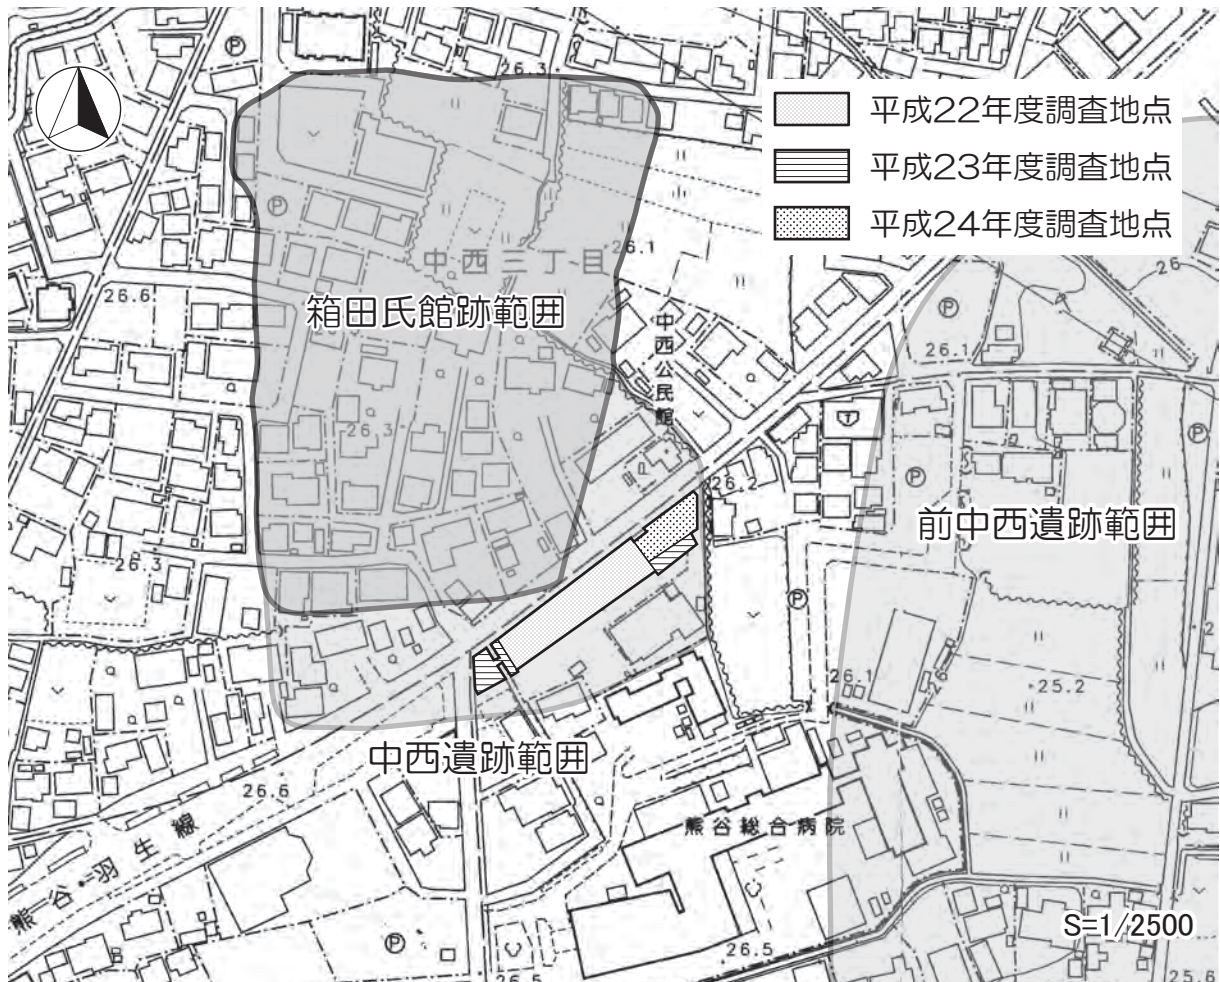 平成22年度調査地点
平成23年度調査地点
平成24年度調査地点
P
26.3
P
中西三丁目
26.1
26
26.6
箱田氏館跡範囲
中西公民館
P
26.1
26.3
P
26.2
P
前中西遺跡範囲
26.3
P
26.1
25.2
中西遺跡範囲
26.6
熊谷・羽生線
熊谷総合病院
S=1/2500
P
26.5
26.5
25.6